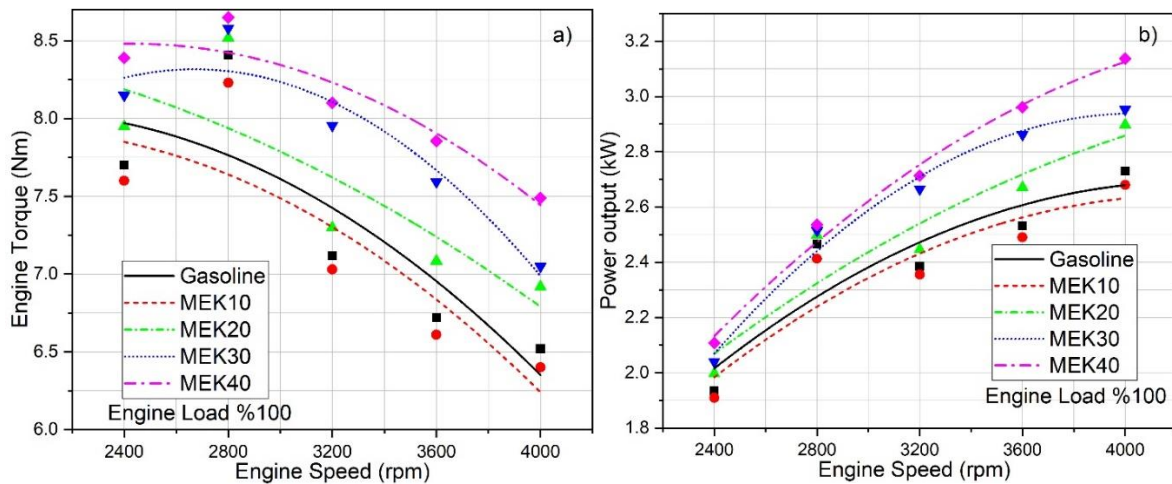 a)
Engine Torque (Nm)
8.5
8.0
7.5
7.0
6.5
6.0
Gasoline
MEK10
MEK20
MEK30
MEK40
Engine Load %100
2400 2800 3200 3600 4000
Engine Speed (rpm)
b)
Power output (kW)
3.2
3.0
2.8
2.6
2.4
2.2
2.0
1.8
Gasoline
MEK10
MEK20
MEK30
MEK40
Engine Load %100
2400 2800 3200 3600 4000
Engine Speed (rpm)